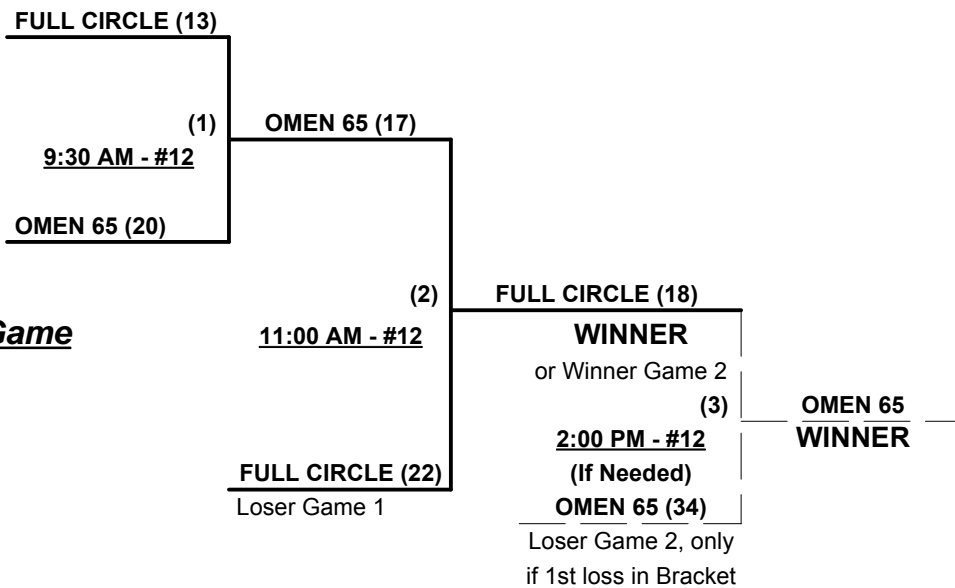 FULL CIRCLE (13)
(1)
OMEN 65 (17)
9:30 AM - #12
OMEN 65 (20)
(2)
FULL CIRCLE (18)
Game
11:00 AM - #12
WINNER
or Winner Game 2
(3)
OMEN 65
2:00 PM - #12
WINNER
FULL CIRCLE (22)
(If Needed)
Loser Game 1
OMEN 65 (34)
Loser Game 2, only
if 1st loss in Bracket